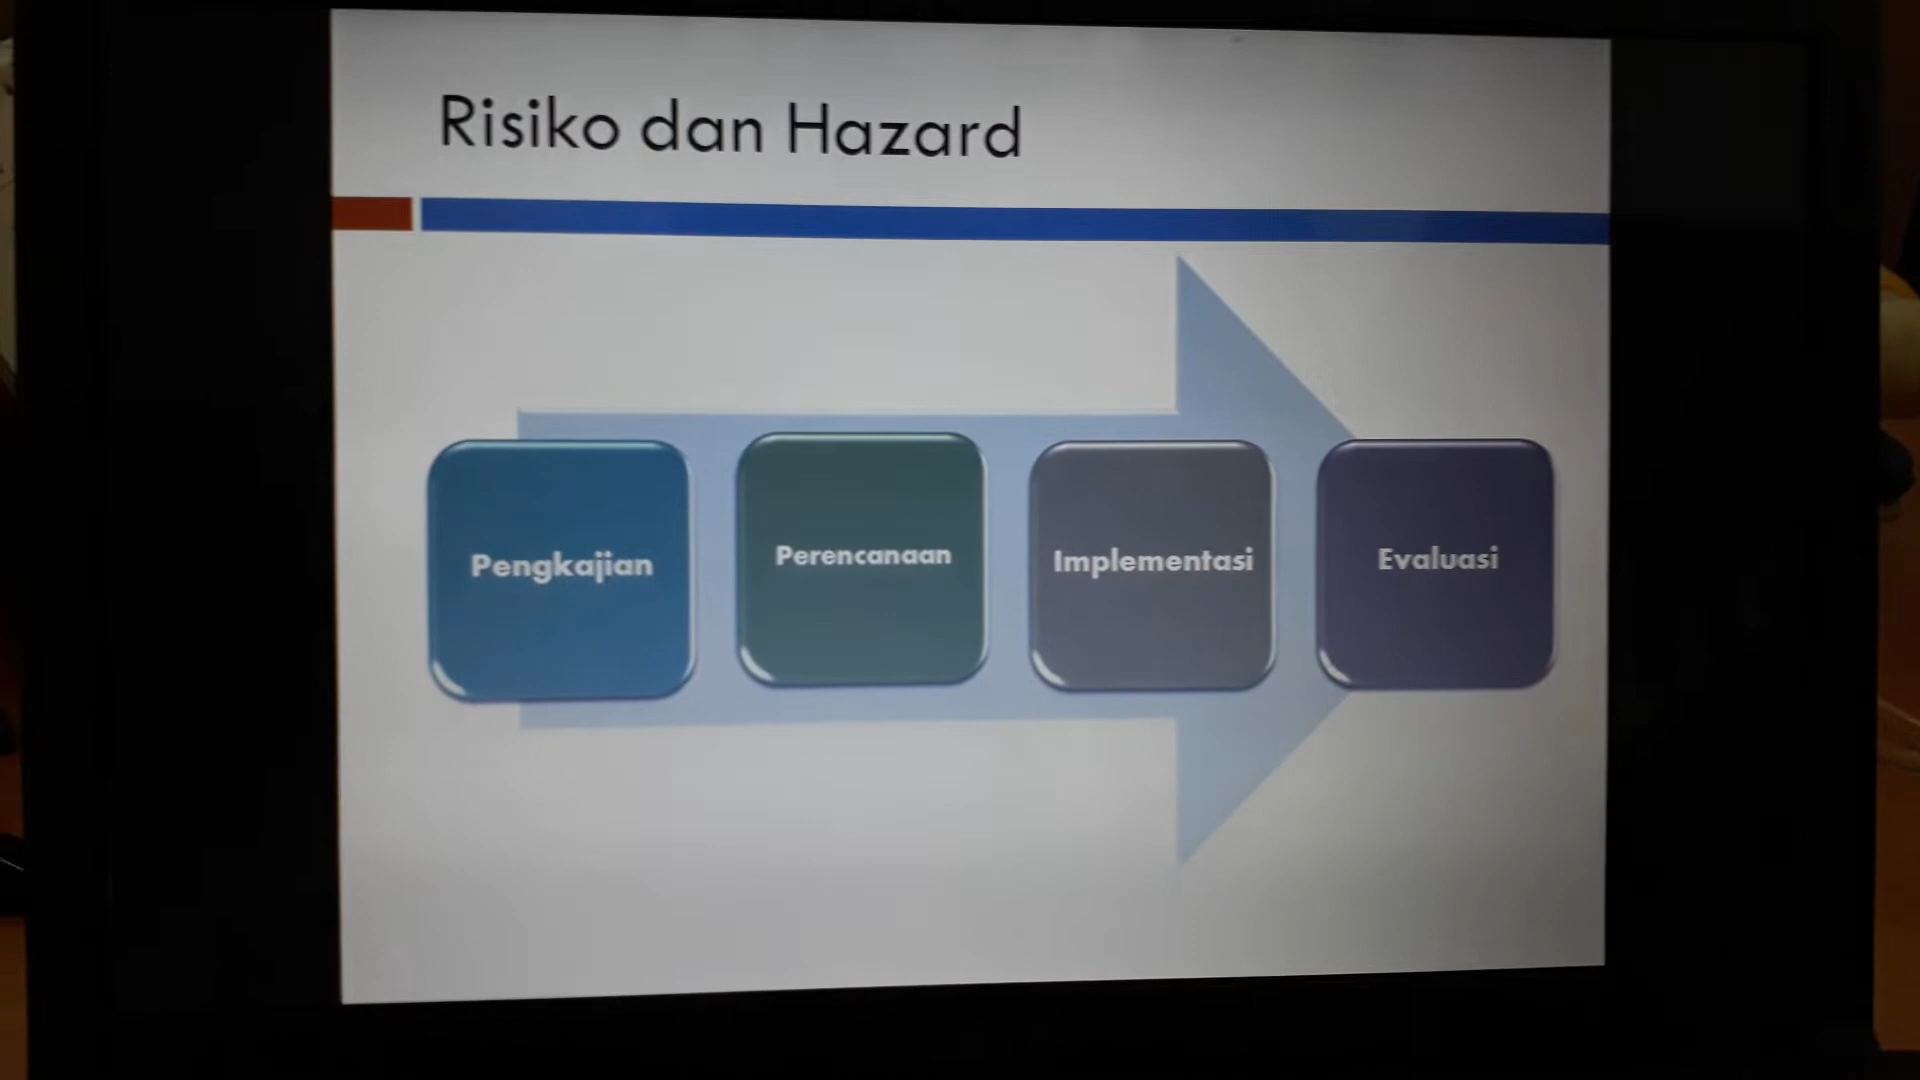 Risiko dan Hazard
Pengkajian
Perencanaan
Implementasi
Evaluasi